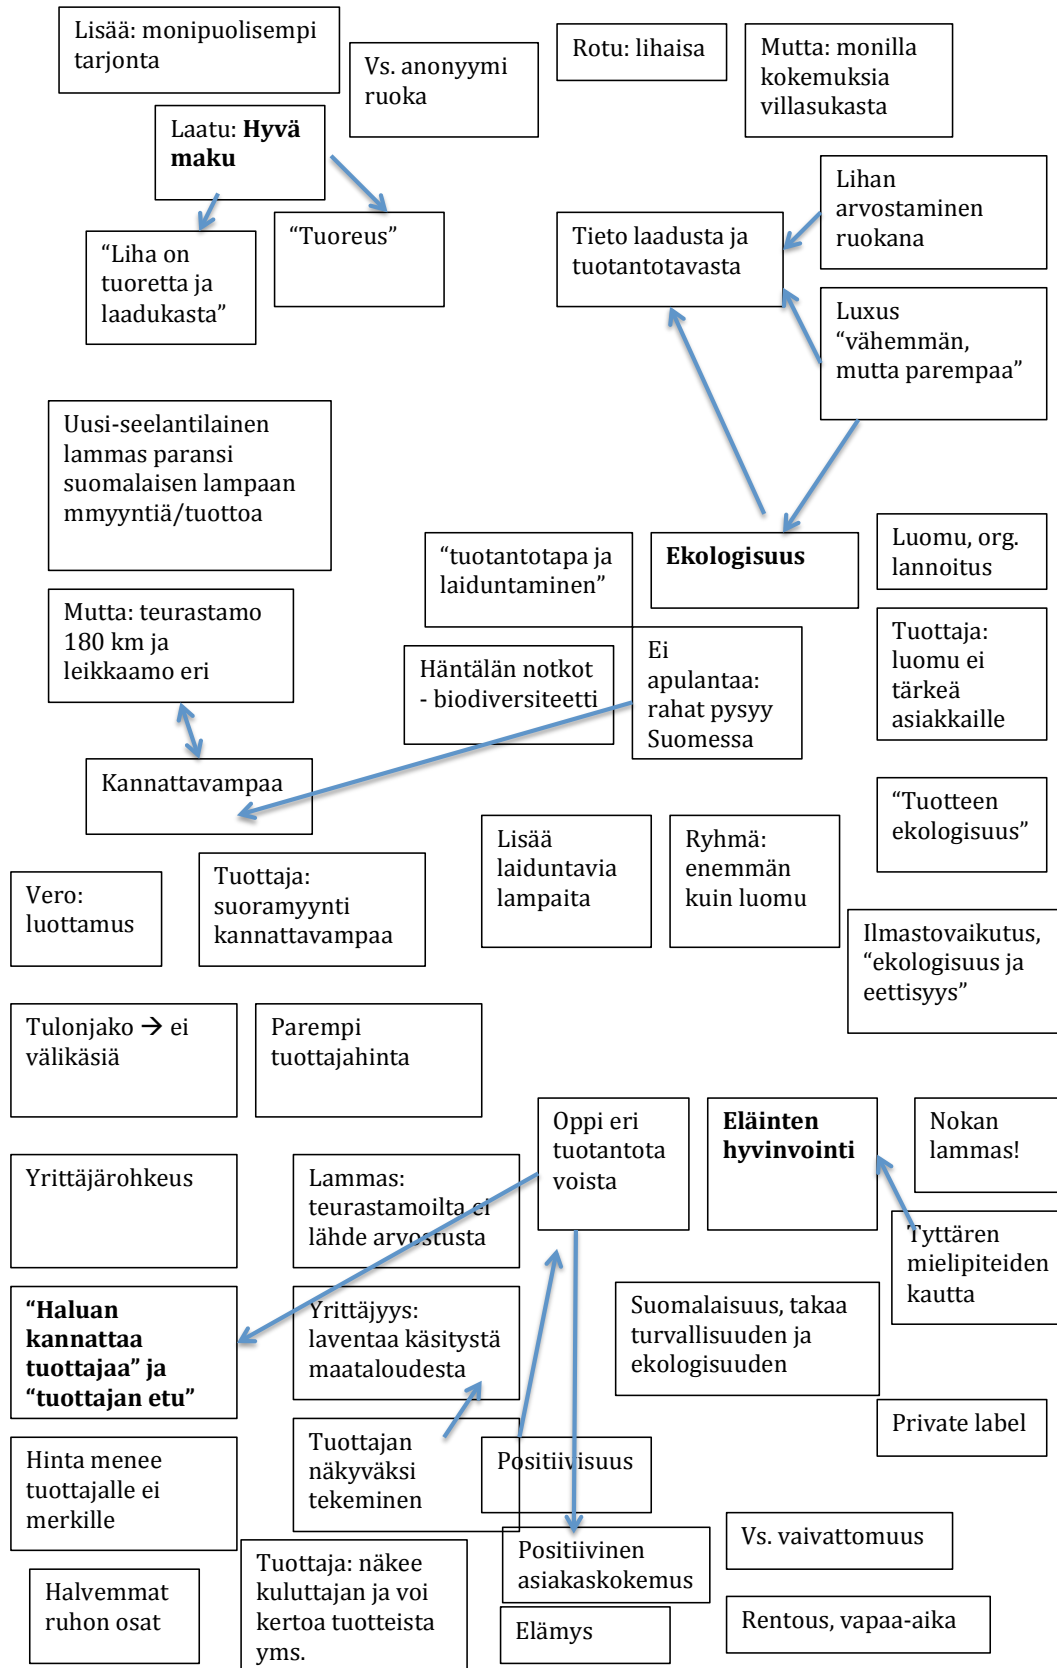 Lisää: monipuolisempi
tarjonta
Vs. anonyymi
ruoka
Rotu: lihaisa
Mutta: monilla
kokemuksia
villasukasta
Laatu: Hyvä
maku
Lihan
arvostaminen
ruokana
“Liha on
tuoretta ja
laadukasta”
“Tuoreus”
Tieto laadusta ja
tuotantotavasta
Luxus
“vähemmän,
mutta parempaa”
Uusi-seelantilainen
lammas paransi
suomalaisen lampaan
mmyyntiä/tuottoa
“tuotantotapa ja
laiduntaminen”
Ekologisuus
Luomu, org.
lannoitus
Mutta: teurastamo
180 km ja
leikkaamo eri
Häntälän notkot
- biodiversiteetti
Ei
apulantaa:
rahat pysyy
Suomessa
Tuottaja:
luomu ei
tärkeä
asiakkaille
Kannattavampaa
“Tuotteen
ekologisuus”
Vero:
luottamus
Tuottaja:
suoramyynti
kannattavampaa
Lisää
laiduntavia
lampaita
Ryhmä:
enemmän
kuin luomu
Ilmastovaikutus,
“ekologisuus ja
eettisyys”
Tulonjako → ei
välikäsiä
Parempi
tuottajahinta
Oppi eri
tuotantota
voista
Eläinten
hyvinvointi
Nokan
lammas!
Yrittäjärohkeus
Lammas:
teurastamoilta ei
lähde arvostusta
Tyttären
mielipiteiden
kautta
“Haluan
kannattaa
tuottajaa” ja
“tuottajan etu”
Yrittäjyys:
laventaa käsitystä
maataloudesta
Suomalaisuus, takaa
turvallisuuden ja
ekologisuuden
Private label
Hinta menee
tuottajalle ei
merkille
Tuottajan
näkyväksi
tekeminen
Positiivisuus
Positiivinen
asiakaskokemus
Vs. vaivattomuus
Halvemmat
ruhon osat
Tuottaja: näkee
kuluttajan ja voi
kertoa tuotteista
yms.
Elämys
Rentous, vapaa-aika